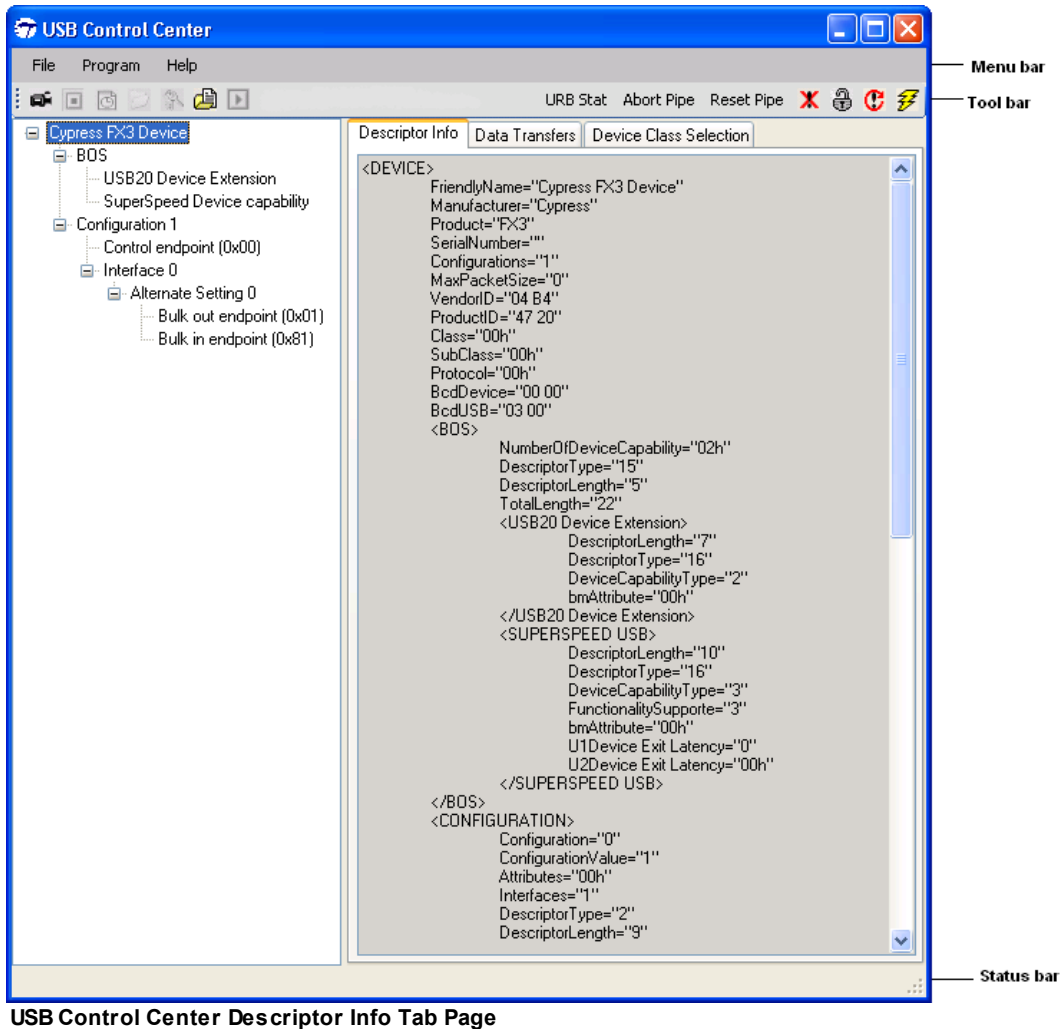 USB Control Center
File Program Help
Menu bar
URB Stat Abort Pipe Reset Pipe
Tool bar
Cypress FX3 Device
BOS
USB20 Device Extension
SuperSpeed Device capability
Configuration 1
Control endpoint (0x00)
Interface 0
Alternate Setting 0
Bulk out endpoint (0x01)
Bulk in endpoint (0x81)
Descriptor Info Data Transfers Device Class Selection
<DEVICE>
FriendlyName="Cypress FX3 Device"
Manufacturer="Cypress"
Product="FX3"
SerialNumber=""
Configurations="1"
MaxPacketSize="0"
VendorID="04 B4"
ProductID="47 20"
Class="00h"
SubClass="00h"
Protocol="00h"
BcdDevice="00 00"
BcdUSB="03 00"
<BOS>
NumberOfDeviceCapability="02h"
DescriptorType="15"
DescriptorLength="5"
TotalLength="22"
<USB20 Device Extension>
DescriptorLength="7"
DescriptorType="16"
DeviceCapabilityType="2"
bmAttribute="00h"
</USB20 Device Extension>
<SUPERSPEED USB>
DescriptorLength="10"
DescriptorType="16"
DeviceCapabilityType="3"
FunctionalitySupporte="3"
bmAttribute="00h"
U1Device Exit Latency="0"
U2Device Exit Latency="00h"
</SUPERSPEED USB>
</BOS>
<CONFIGURATION>
Configuration="0"
ConfigurationValue="1"
Attributes="00h"
Interfaces="1"
DescriptorType="2"
DescriptorLength="9"
Status bar
USB Control Center Descriptor Info Tab Page